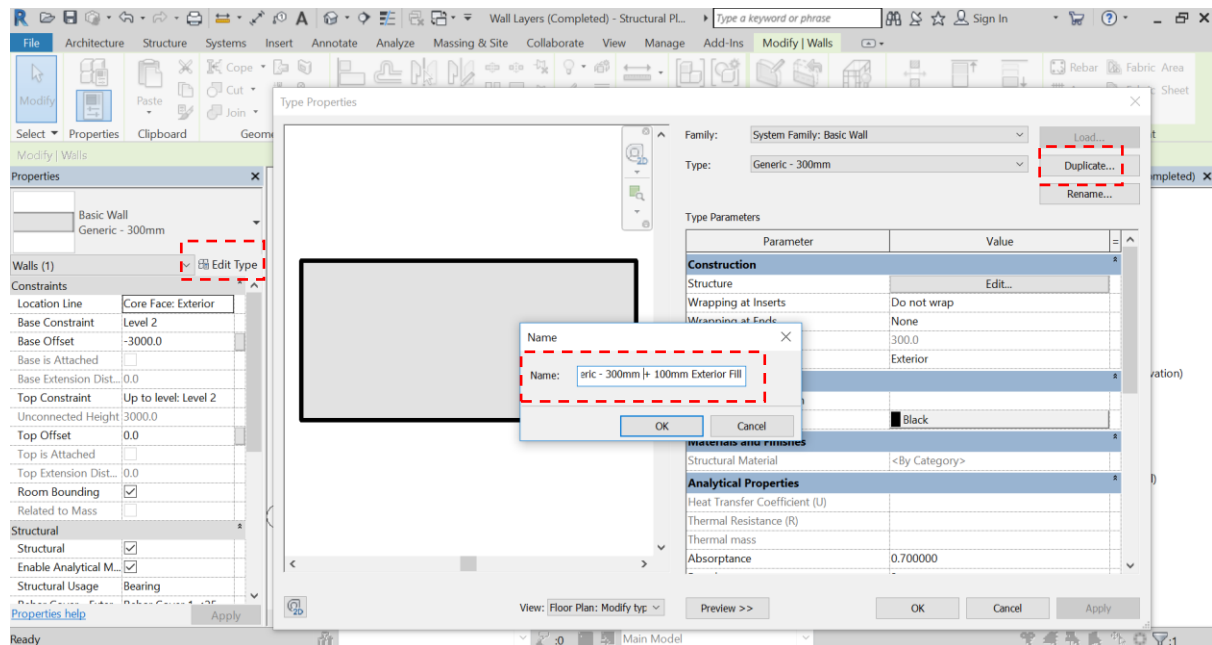 Wall Layers (Completed) - Structural Pl...
Type a keyword or phrase
Sign In
File Architecture Structure Systems Insert Annotate Analyze Massing & Site Collaborate View Manage Add-Ins Modify | Walls
Modify
Paste
Cope
Cut
Join
Rebar
Fabric Area
Sheet
Select Properties Clipboard Geome
Modify | Walls
Properties
Basic Wall
Generic - 300mm
Walls (1)
Edit Type
Constraints
Location Line Core Face: Exterior
Base Constraint Level 2
Base Offset -3000.0
Base is Attached
Base Extension Dist... 0.0
Top Constraint Up to level: Level 2
Unconnected Height 3000.0
Top Offset 0.0
Top is Attached
Top Extension Dist... 0.0
Room Bounding
Related to Mass
Structural
Structural
Enable Analytical M...
Structural Usage Bearing
Properties help
Apply
Ready
Type Properties
2D
Family: System Family: Basic Wall
Load...
Type: Generic - 300mm
Duplicate...
Rename...
Type Parameters
Parameter Value =
Construction
Structure Edit...
Wrapping at Inserts Do not wrap
Wrapping at Ends None
300.0
Exterior
Black
Materials and Finishes
Structural Material <By Category>
Analytical Properties
Heat Transfer Coefficient (U)
Thermal Resistance (R)
Thermal mass
Absorptance 0.700000
Name
Name: eric - 300mm + 100mm Exterior Fill
OK Cancel
View: Floor Plan: Modify typ
Preview >>
OK Cancel Apply
mpleted)
vation)
:0
Main Model
:1